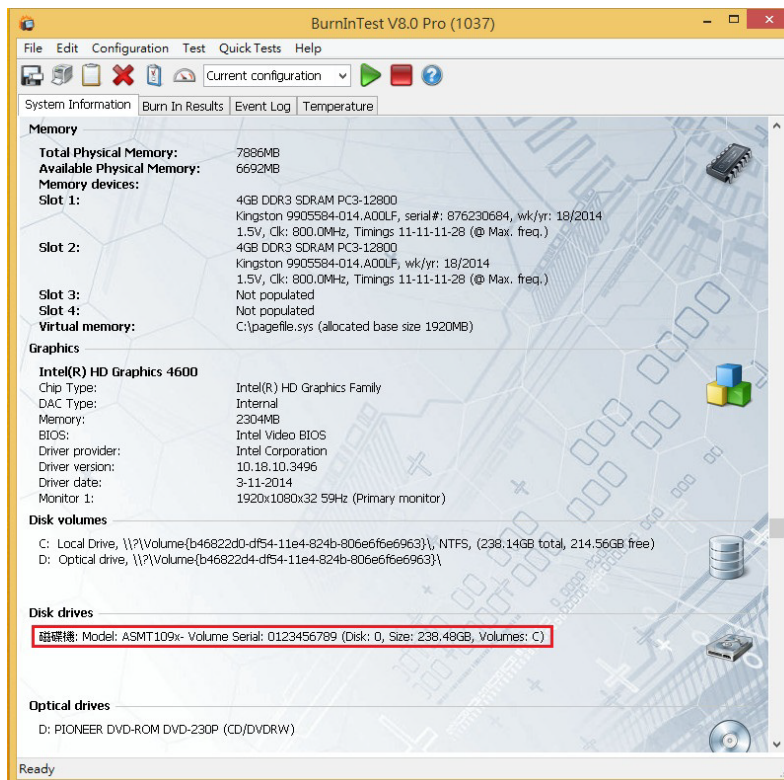 BurnInTest V8.0 Pro (1037)
File Edit Configuration Test Quick Tests Help
Current configuration
System Information Burn In Results Event Log Temperature
Memory
Total Physical Memory: 7886MB
Available Physical Memory: 6692MB
Memory devices:
Slot 1: 4GB DDR3 SDRAM PC3-12800
Kingston 9905584-014.A00LF, serial#: 876230684, wk/yr: 18/2014
1.5V, Clk: 800.0MHz, Timings 11-11-11-28 (@ Max. freq.)
Slot 2: 4GB DDR3 SDRAM PC3-12800
Kingston 9905584-014.A00LF, wk/yr: 18/2014
1.5V, Clk: 800.0MHz, Timings 11-11-11-28 (@ Max. freq.)
Slot 3: Not populated
Slot 4: Not populated
Virtual memory: C:\pagefile.sys (allocated base size 1920MB)
Graphics
Intel(R) HD Graphics 4600
Chip Type: Intel(R) HD Graphics Family
DAC Type: Internal
Memory: 2304MB
BIOS: Intel Video BIOS
Driver provider: Intel Corporation
Driver version: 10.18.10.3496
Driver date: 3-11-2014
Monitor 1: 1920x1080x32 59Hz (Primary monitor)
Disk volumes
C: Local Drive, \\?\Volume{b46822d0-df54-11e4-824b-806e6f6e6963}\, NTFS, (238.14GB total, 214.56GB free)
D: Optical drive, \\?\Volume{b46822d4-df54-11e4-824b-806e6f6e6963}\
Disk drives
磁碟機: Model: ASMT109x- Volume Serial: 0123456789 (Disk: 0, Size: 238.48GB, Volumes: C)
Optical drives
D: PIONEER DVD-ROM DVD-230P (CD/DVDRW)
Ready